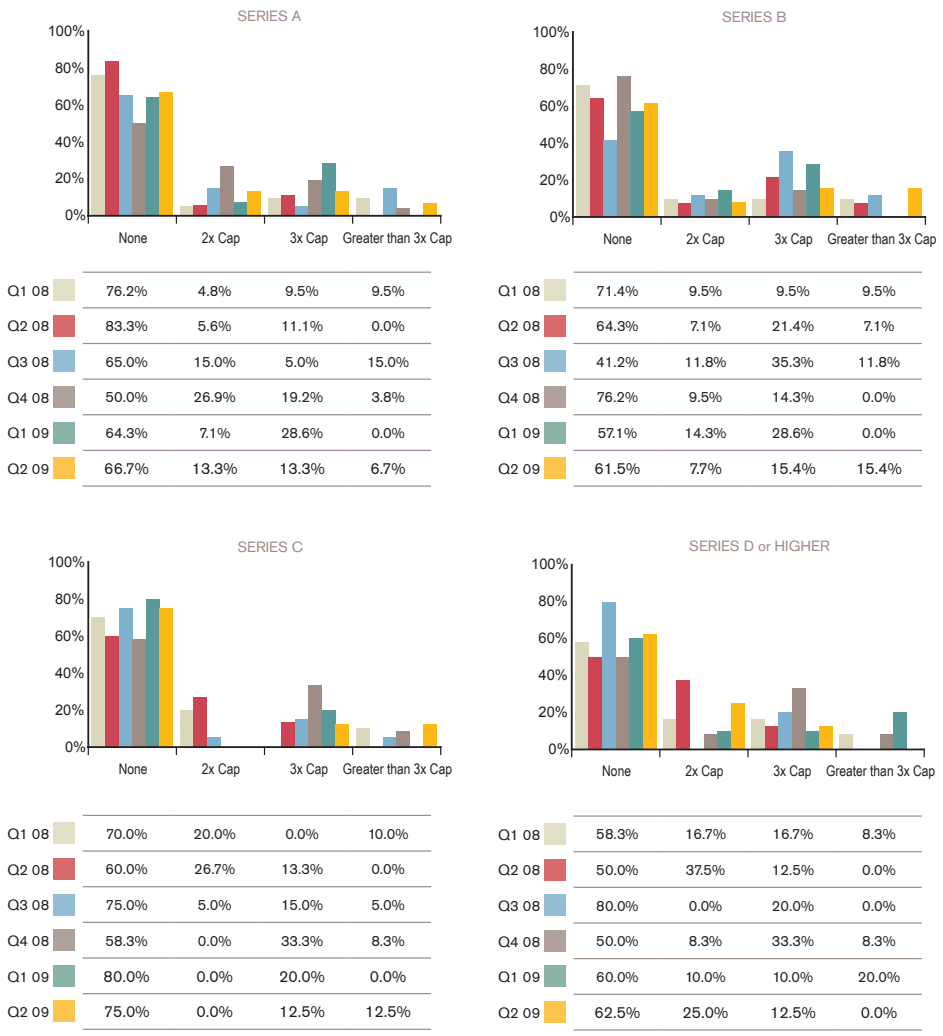 SERIES A
100%
80%
60%
40%
20%
0%
None 2x Cap 3x Cap Greater than 3x Cap
Q1 08 76.2% 4.8% 9.5% 9.5%
Q2 08 83.3% 5.6% 11.1% 0.0%
Q3 08 65.0% 15.0% 5.0% 15.0%
Q4 08 50.0% 26.9% 19.2% 3.8%
Q1 09 64.3% 7.1% 28.6% 0.0%
Q2 09 66.7% 13.3% 13.3% 6.7%
SERIES B
100%
80%
60%
40%
20%
0%
None 2x Cap 3x Cap Greater than 3x Cap
Q1 08 71.4% 9.5% 9.5% 9.5%
Q2 08 64.3% 7.1% 21.4% 7.1%
Q3 08 41.2% 11.8% 35.3% 11.8%
Q4 08 76.2% 9.5% 14.3% 0.0%
Q1 09 57.1% 14.3% 28.6% 0.0%
Q2 09 61.5% 7.7% 15.4% 15.4%
SERIES C
100%
80%
60%
40%
20%
0%
None 2x Cap 3x Cap Greater than 3x Cap
Q1 08 70.0% 20.0% 0.0% 10.0%
Q2 08 60.0% 26.7% 13.3% 0.0%
Q3 08 75.0% 5.0% 15.0% 5.0%
Q4 08 58.3% 0.0% 33.3% 8.3%
Q1 09 80.0% 0.0% 20.0% 0.0%
Q2 09 75.0% 0.0% 12.5% 12.5%
SERIES D or HIGHER
100%
80%
60%
40%
20%
0%
None 2x Cap 3x Cap Greater than 3x Cap
Q1 08 58.3% 16.7% 16.7% 8.3%
Q2 08 50.0% 37.5% 12.5% 0.0%
Q3 08 80.0% 0.0% 20.0% 0.0%
Q4 08 50.0% 8.3% 33.3% 8.3%
Q1 09 60.0% 10.0% 10.0% 20.0%
Q2 09 62.5% 25.0% 12.5% 0.0%